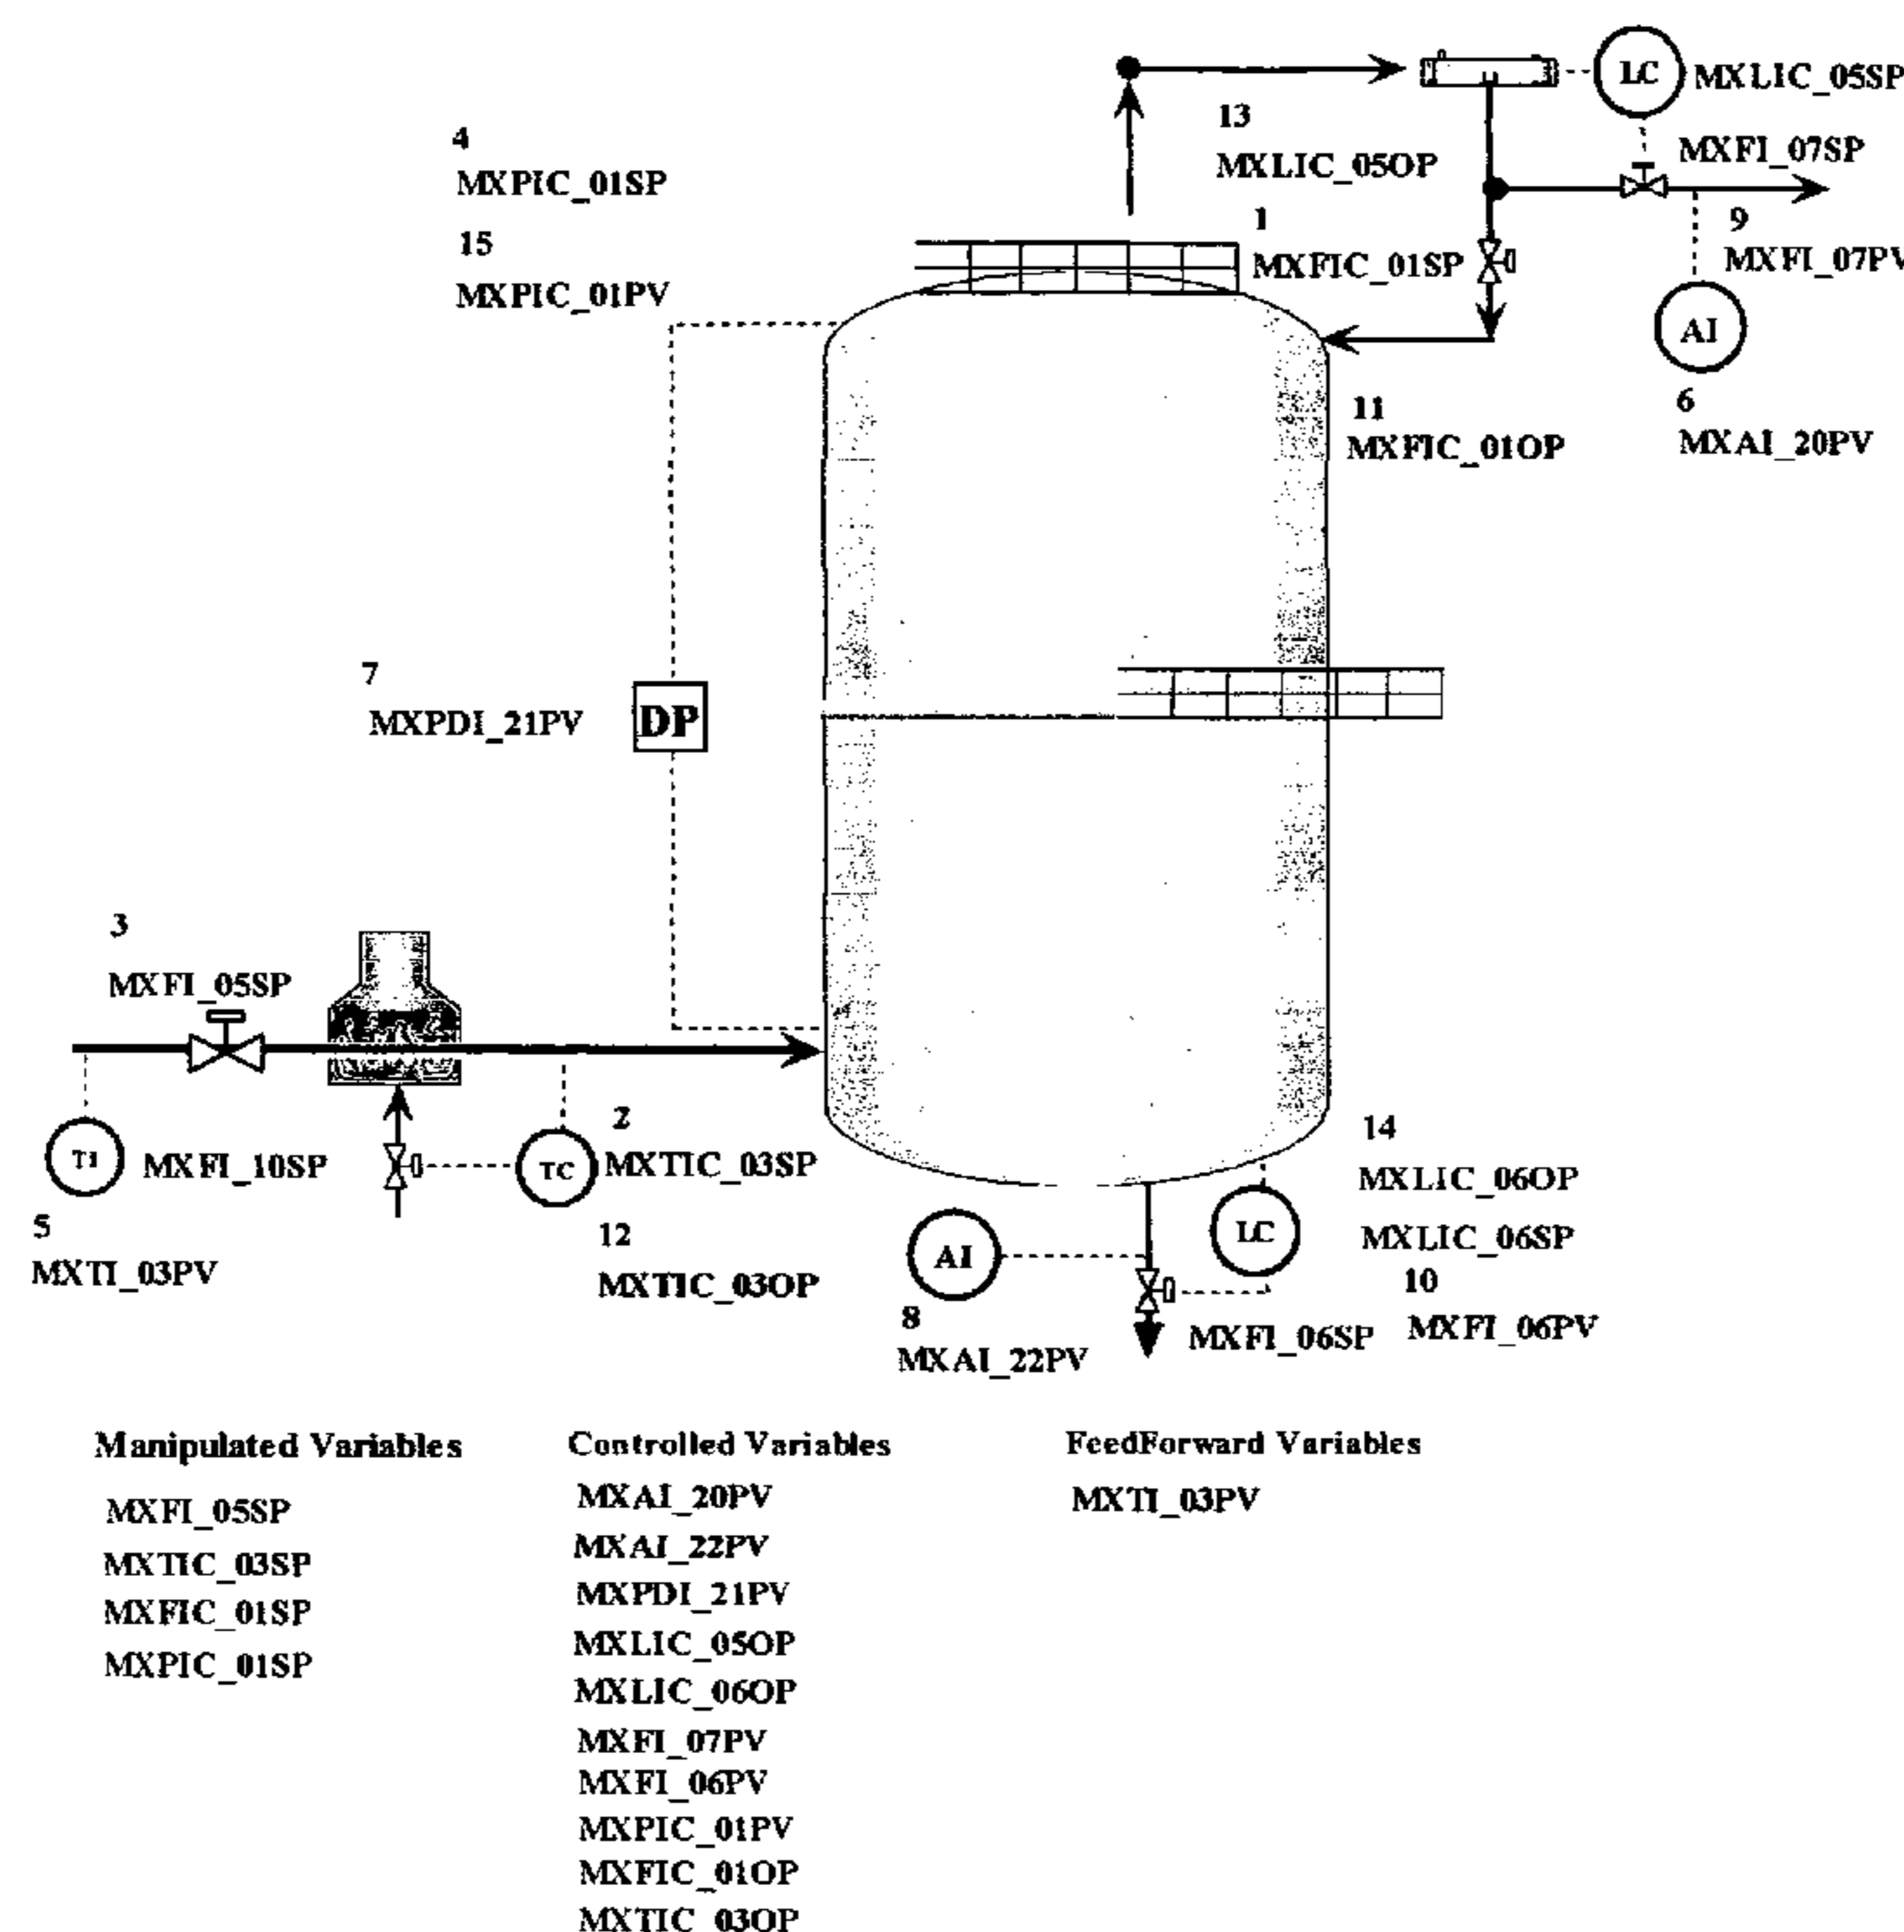 LC
MXLIC_05SP
4
13
MXFI_07SP
MXPIC_01SP
MXLIC_05OP
15
1
9
MXPIC_01PV
MXFIC_01SP
MXFI_07PV
AI
11
6
MXFIC_01OP
MXAI_20PV
7
MXPDI_21PV
DP
3
MXFI_05SP
2
14
TI
MXFI_10SP
TC
MXTIC_03SP
MXLIC_06OP
5
12
AI
LC
MXLIC_06SP
MXTI_03PV
MXTIC_03OP
10
8
MXFI_06SP
MXFI_06PV
MXAI_22PV
Manipulated Variables
MXFI_05SP
MXTIC_03SP
MXFIC_01SP
MXPIC_01SP
Controlled Variables
MXAI_20PV
MXAI_22PV
MXPDI_21PV
MXLIC_05OP
MXLIC_06OP
MXFI_07PV
MXFI_06PV
MXPIC_01PV
MXFIC_01OP
MXTIC_03OP
FeedForward Variables
MXTI_03PV